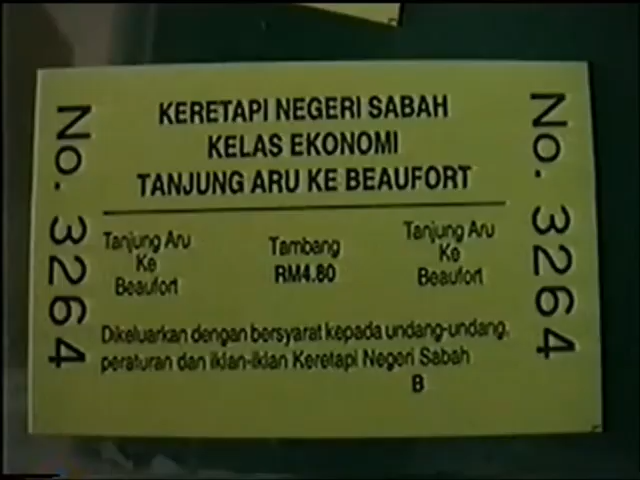 No. 3264
KERETAPI NEGERI SABAH
KELAS EKONOMI
TANJUNG ARU KE BEAUFORT
Tanjung Aru
Ke
Beaufort
Tambang
RM4.80
Tanjung Aru
Ke
Beaufort
Dikeluarkan dengan bersyarat kepada undang-undang,
peraturan dan iklan-iklan Keretapi Negeri Sabah
B
No. 3264